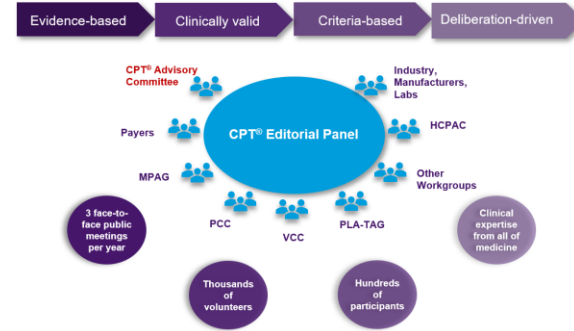 Evidence-based
Clinically valid
Criteria-based
Deliberation-driven
CPT® Advisory
Committee
Industry,
Manufacturers,
Labs
Payers
CPT® Editorial Panel
HCPAC
MPAG
Other
Workgroups
PCC
VCC
PLA-TAG
3 face-to-
face public
meetings
per year
Clinical
expertise
from all of
medicine
Thousands
of
volunteers
Hundreds
of
participants